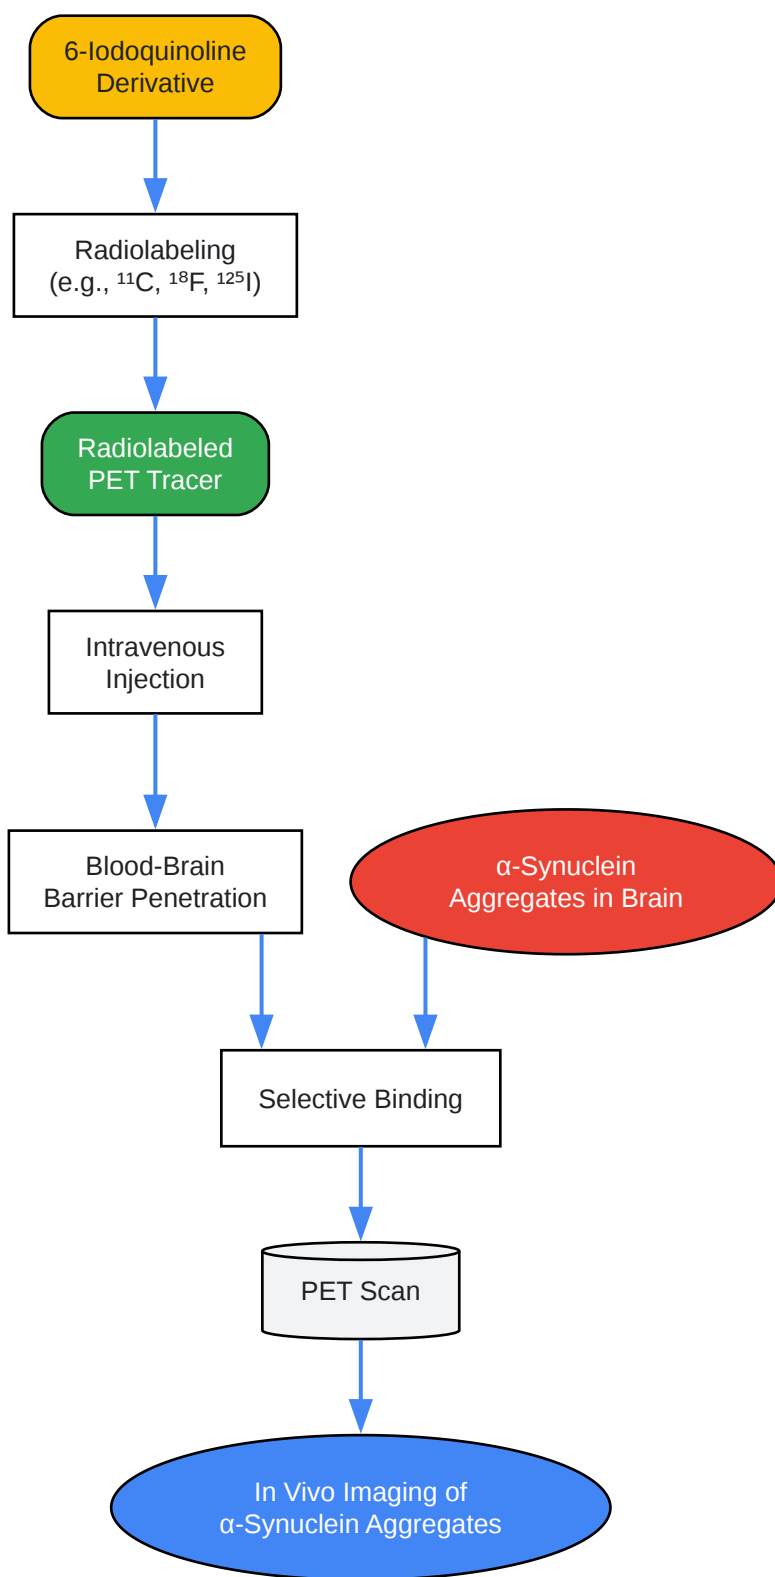 6-Iodoquinoline
Derivative
Radiolabeling
(e.g., ¹¹C, ¹⁸F, ¹²⁵I)
Radiolabeled
PET Tracer
Intravenous
Injection
Blood-Brain
Barrier Penetration
α-Synuclein
Aggregates in Brain
Selective Binding
PET Scan
In Vivo Imaging of
α-Synuclein Aggregates